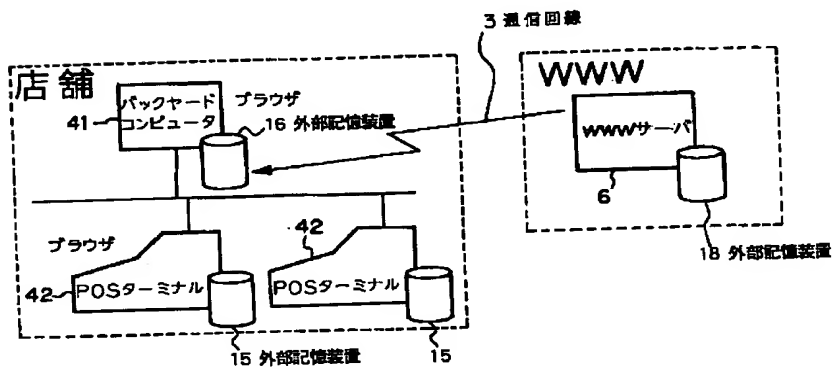 3 通信回線
店舗
WWW
バックヤード
コンピュータ
41
ブラウザ
16 外部記憶装置
WWWサーバ
6
18 外部記憶装置
ブラウザ
42
42
POSターミナル
POSターミナル
15 外部記憶装置
15